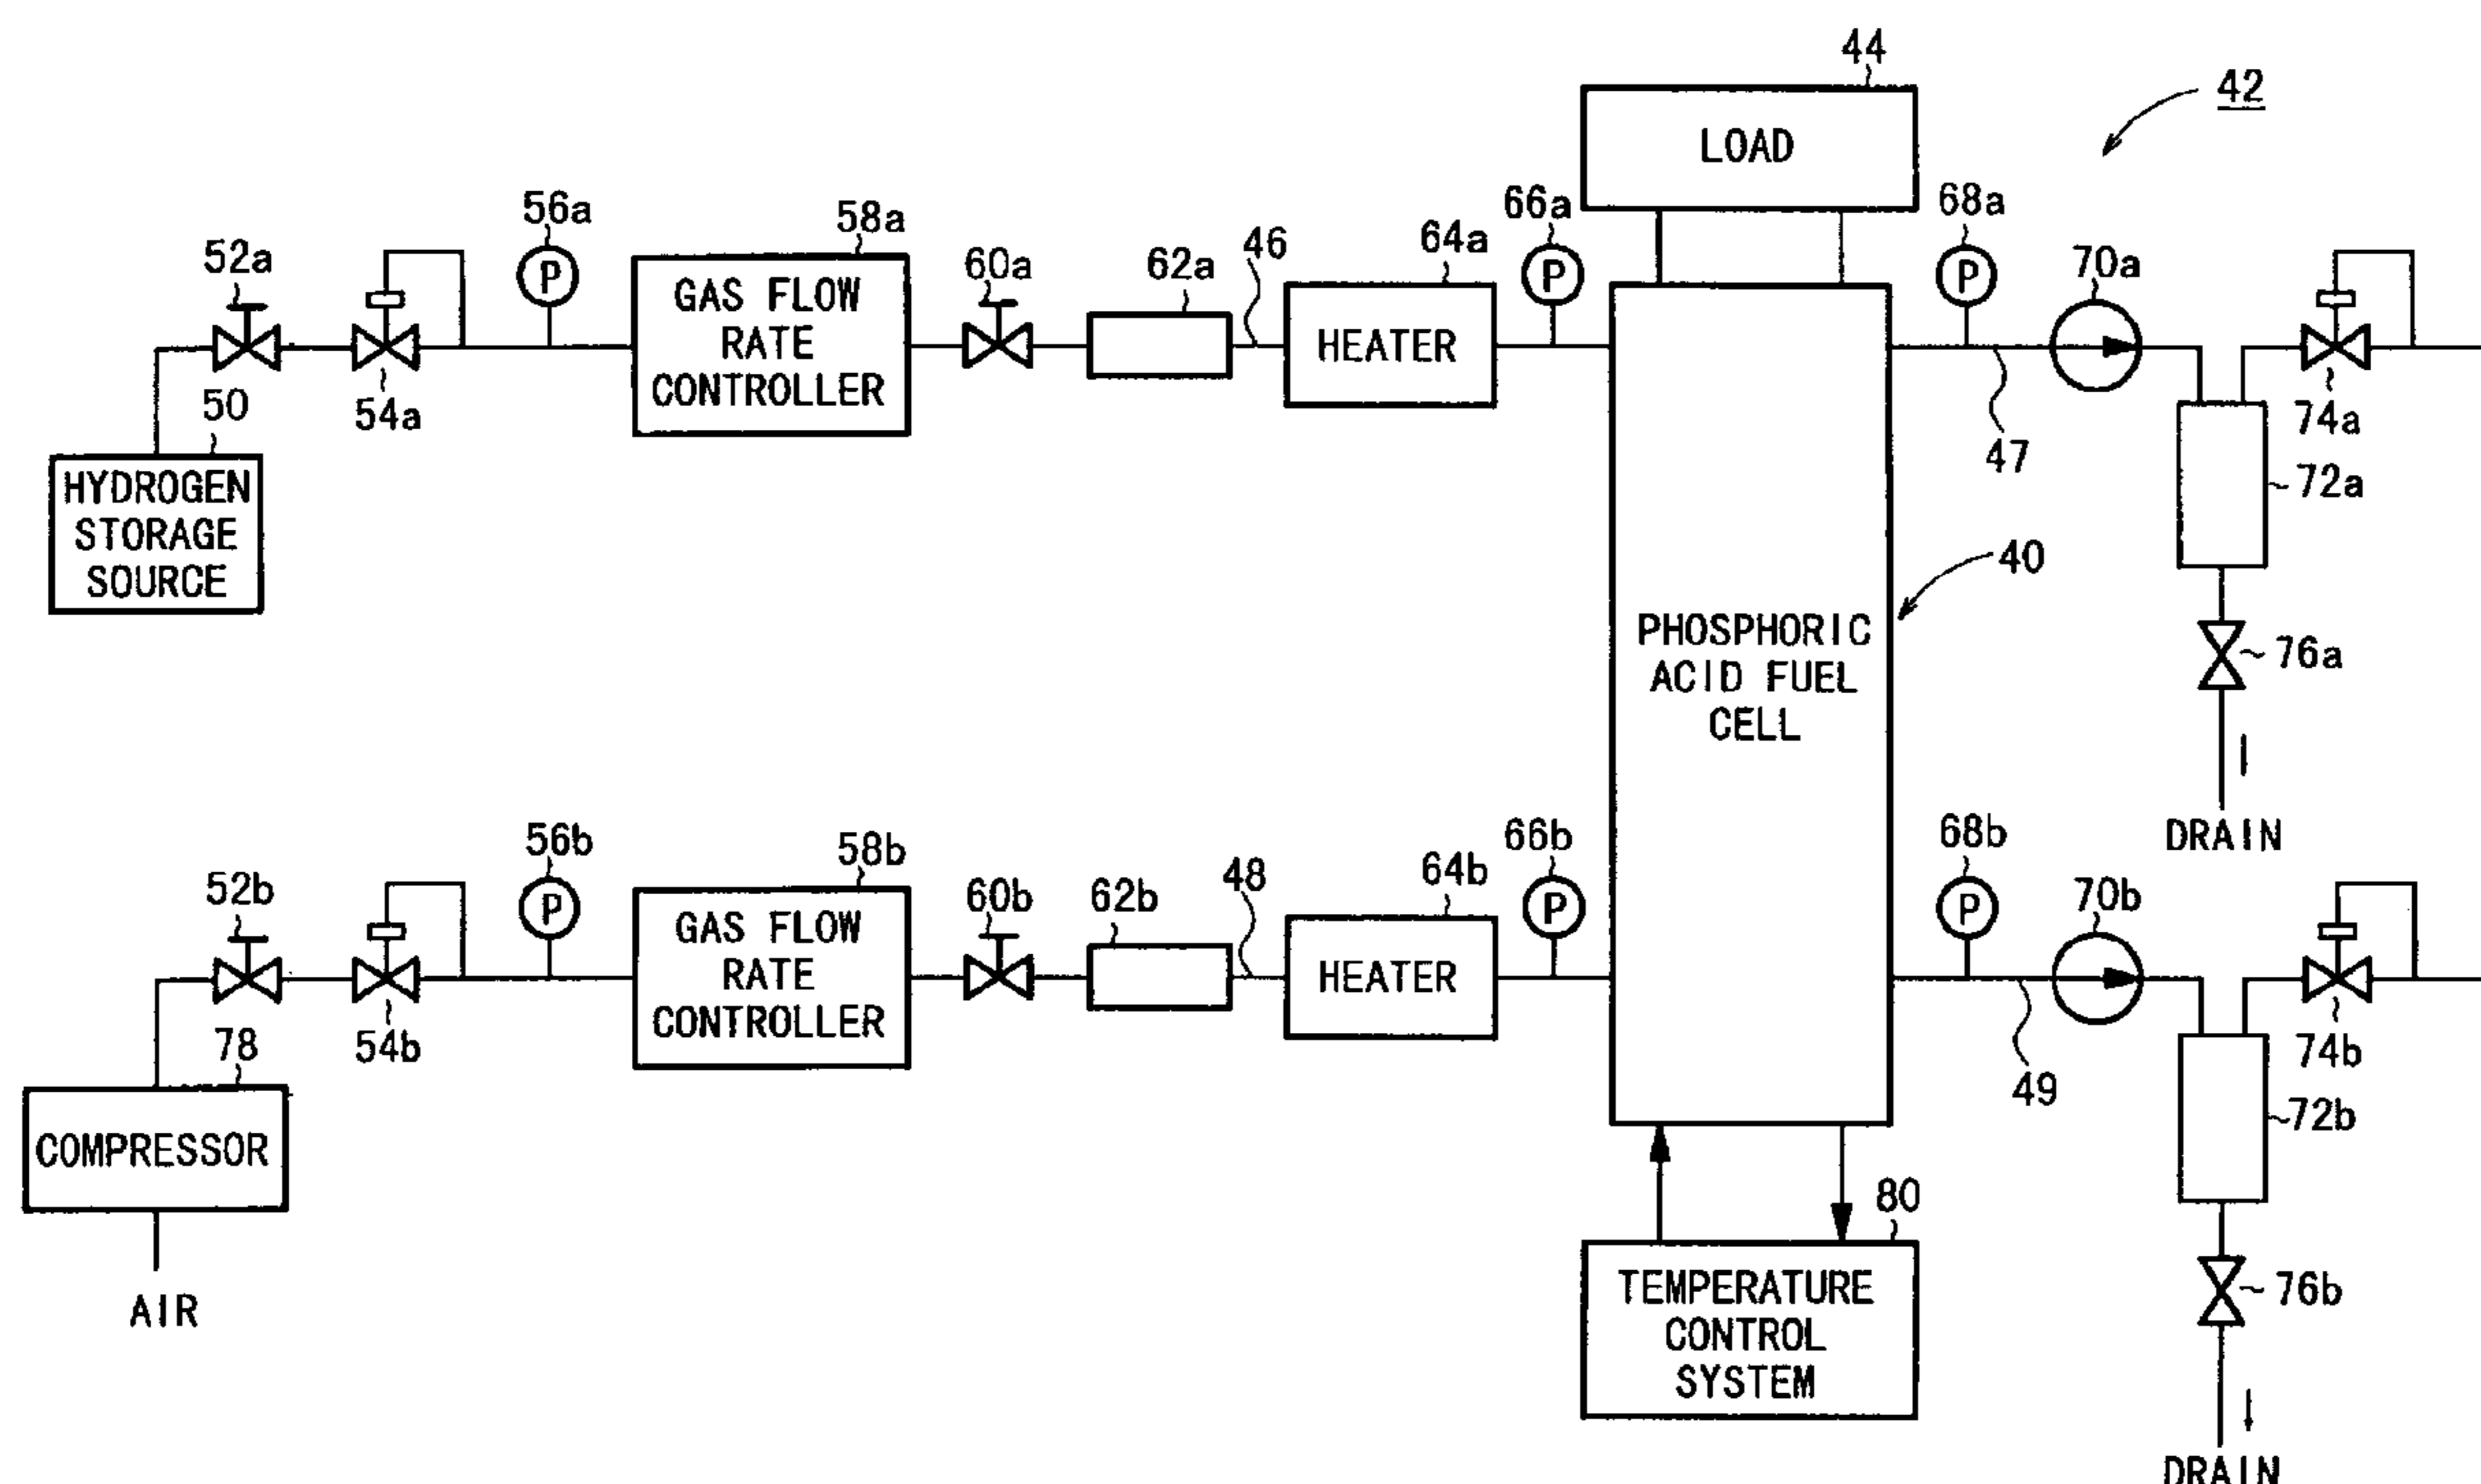 44
42
LOAD
56a
58a
66a
68a
52a
60a
62a
46
64a
70a
P
P
P
GAS FLOW
RATE
CONTROLLER
HEATER
50
54a
74a
47
72a
HYDROGEN
STORAGE
SOURCE
40
PHOSPHORIC
ACID FUEL
CELL
76a
DRAIN
56b
58b
66b
68b
52b
60b
62b
48
64b
70b
P
P
P
GAS FLOW
RATE
CONTROLLER
HEATER
78
54b
74b
49
72b
COMPRESSOR
80
AIR
TEMPERATURE
CONTROL
SYSTEM
76b
DRAIN